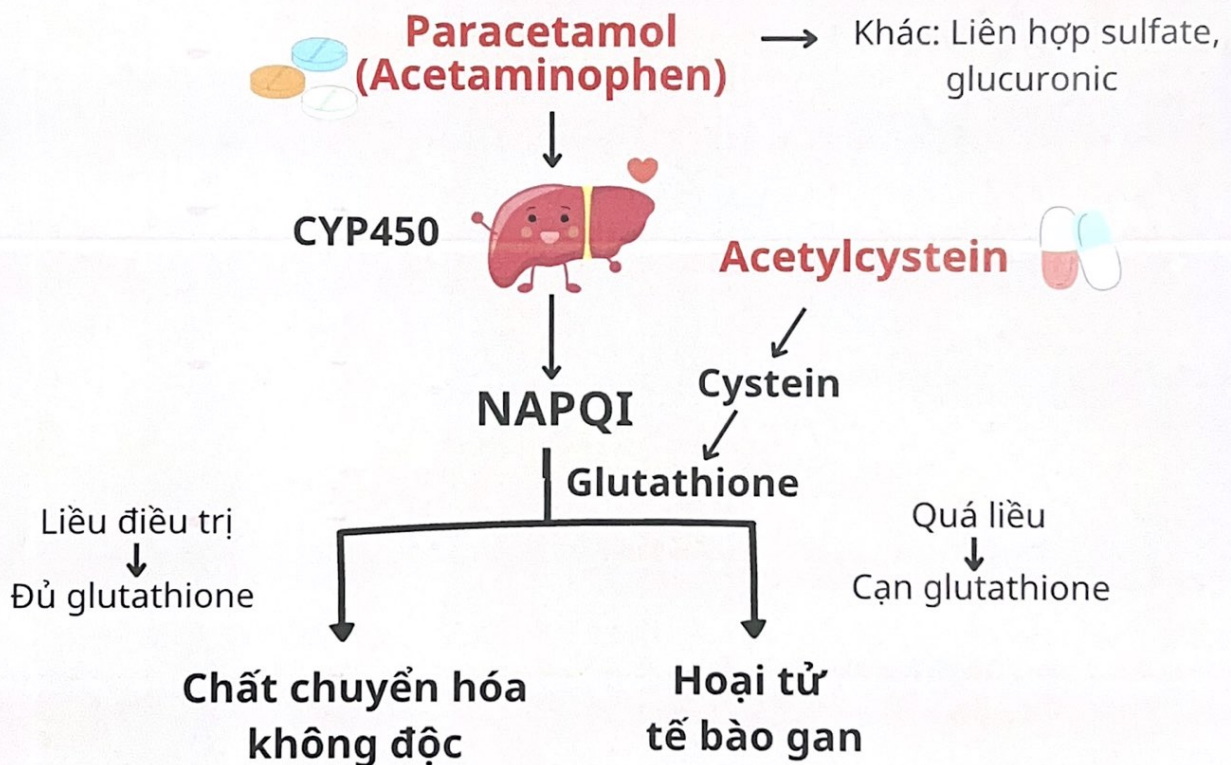 Paracetamol
(Acetaminophen)
Khác: Liên hợp sulfate,
glucuronic
CYP450
Acetylcystein
Cystein
NAPQI
Glutathione
Liều điều trị
Đủ glutathione
Quá liều
Cạn glutathione
Chất chuyển hóa
không độc
Hoại tử
tế bào gan